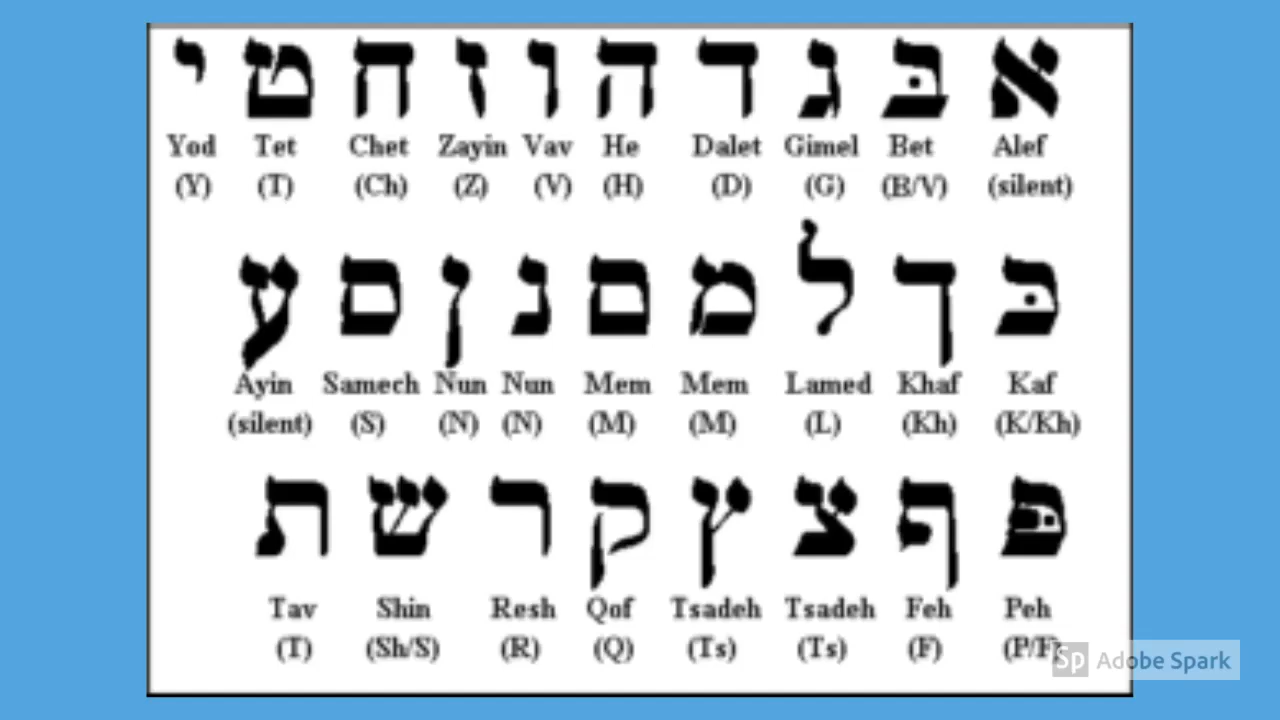 א בּ ג ד ה ו ז ח ט י
Alef Bet Gimel Dalet He Vav Zayin Chet Tet Yod
(silent) (B/V) (G) (D) (H) (V) (Z) (Ch) (T) (Y)
כּ ך ל מ ם נ ן ס ע
Kaf Khaf Lamed Mem Mem Nun Nun Samech Ayin
(K/Kh) (Kh) (L) (M) (M) (N) (N) (S) (silent)
פּ ף צ ץ ק ר ש ת
Peh Feh Tsadeh Tsadeh Qof Resh Shin Tav
(P/F) (F) (Ts) (Ts) (Q) (R) (Sh/S) (T)
Sp Adobe Spark